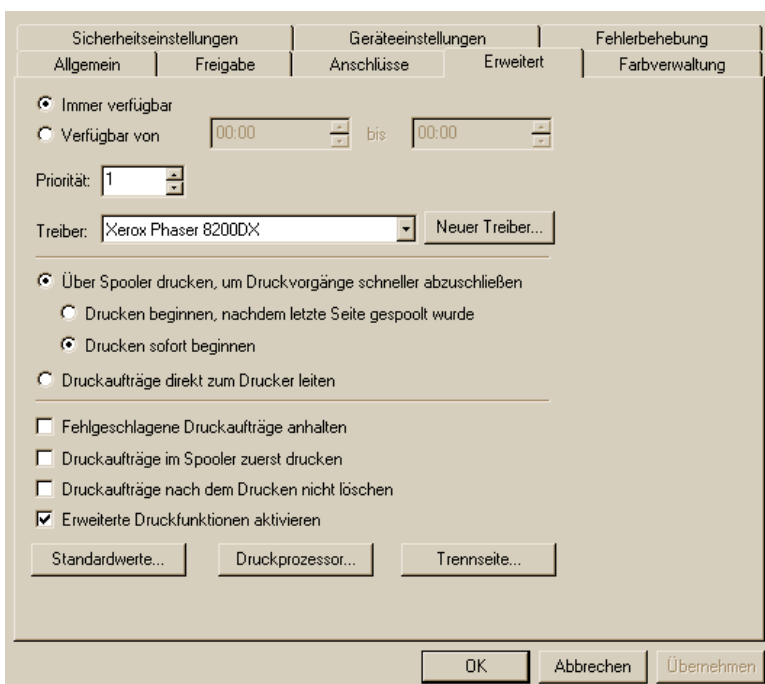 Sicherheitseinstellungen Geräteeinstellungen Fehlerbehebung
Allgemein Freigabe Anschlüsse Erweitert Farbverwaltung
Immer verfügbar
Verfügbar von 00:00 bis 00:00
Priorität: 1
Treiber: Xerox Phaser 8200DX Neuer Treiber...
Über Spooler drucken, um Druckvorgänge schneller abzuschließen
Drucken beginnen, nachdem letzte Seite gespoolt wurde
Drucken sofort beginnen
Druckaufträge direkt zum Drucker leiten
Fehlgeschlagene Druckaufträge anhalten
Druckaufträge im Spooler zuerst drucken
Druckaufträge nach dem Drucken nicht löschen
Erweiterte Druckfunktionen aktivieren
Standardwerte... Druckprozessor... Trennseite...
OK Abbrechen Übernehmen